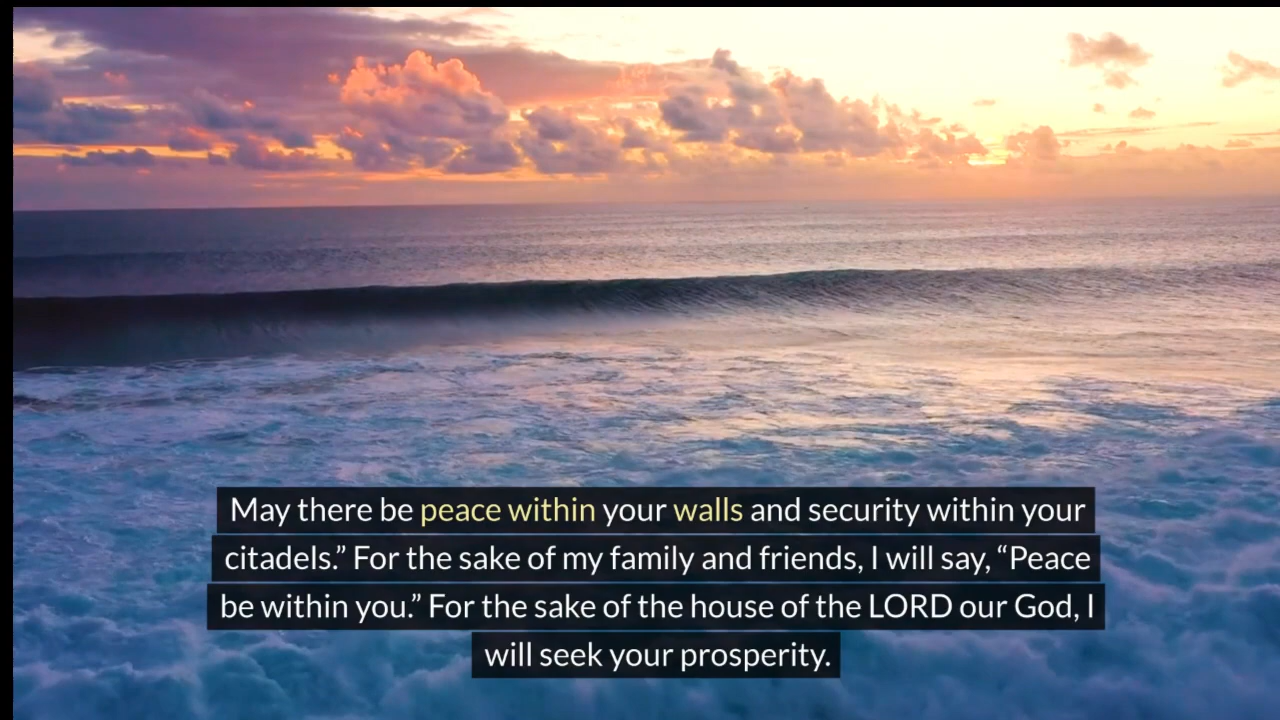 May there be peace within your walls and security within your
citadels.” For the sake of my family and friends, I will say, “Peace
be within you.” For the sake of the house of the LORD our God, I
will seek your prosperity.